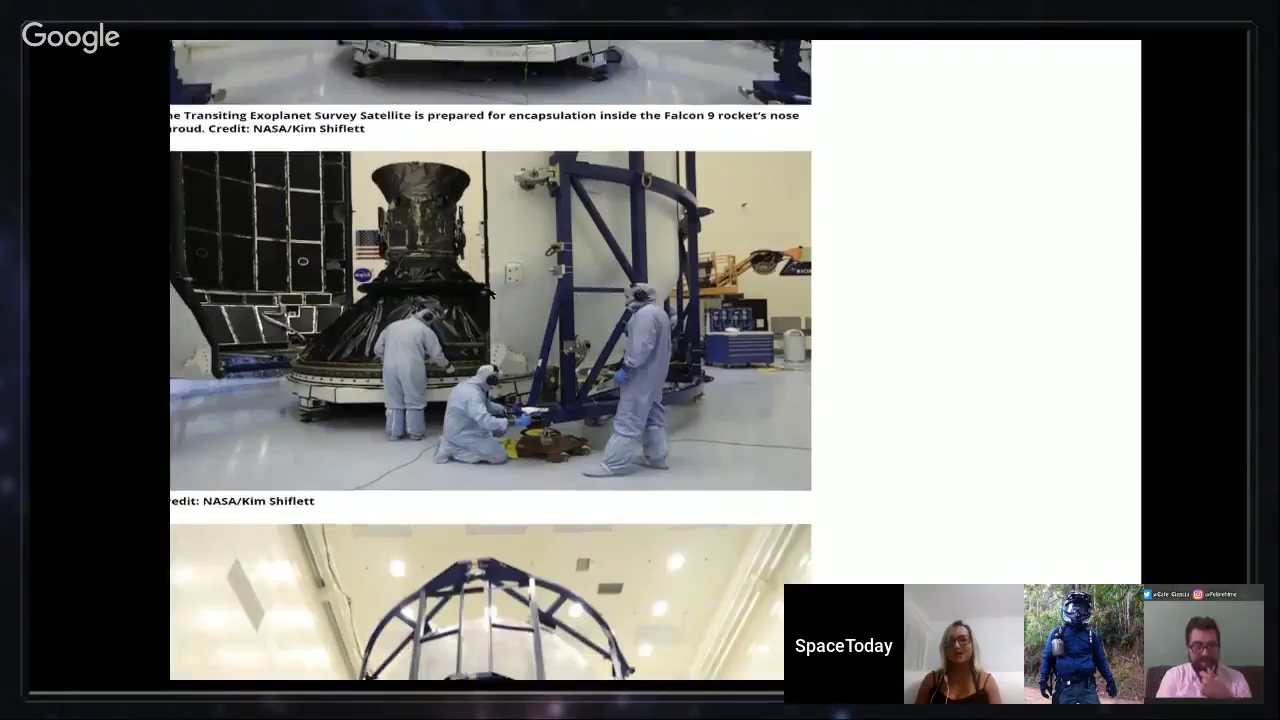 Google
he Transiting Exoplanet Survey Satellite is prepared for encapsulation inside the Falcon 9 rocket's nose
hroud. Credit: NASA/Kim Shiflett
redit: NASA/Kim Shiflett
SpaceToday